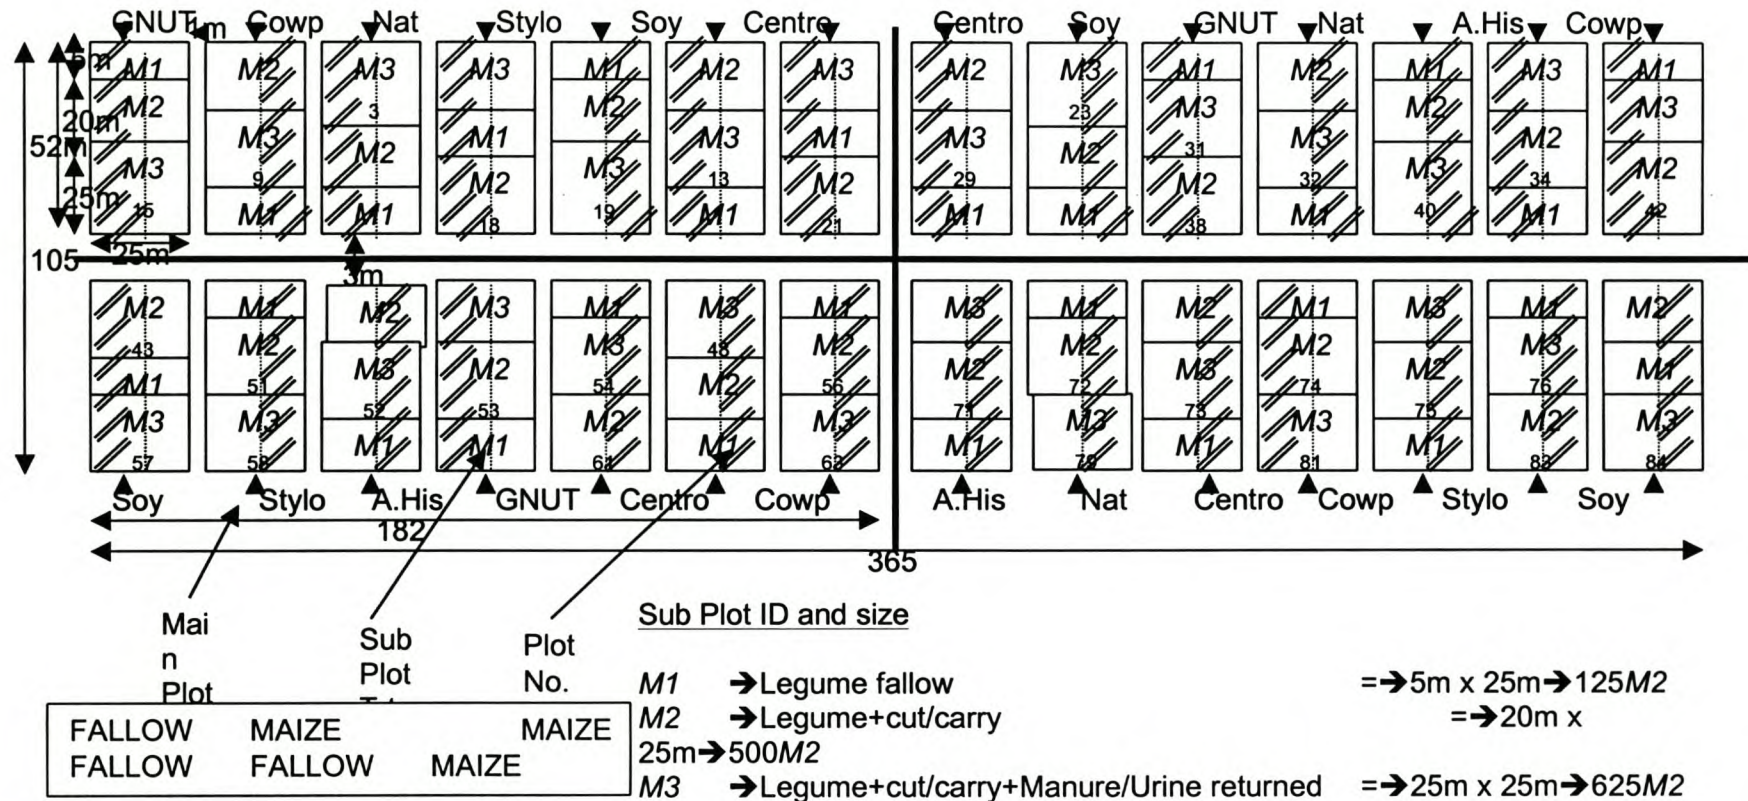 GNUT 1m Cowp Nat Stylo Soy Centro Centro Soy GNUT Nat A.His Cowp
5m M1 M2 M3 M3 M1 M2 M3 M2 M3 M1 M2 M1 M3 M1
20m M2 3 M2 23 M3 M2 M3
52m M3 M1 M3 M1 M3 31 M3 M2
M3 9 M2 M3 13 M2 29 M2 M2 32 M3 34 M2
25m 15 M1 M1 18 19 M1 21 M1 M1 38 M1 40 M1 42
105 25m 3m
M2 M1 M2 M3 M1 M3 M1 M3 M1 M2 M1 M3 M1 M2
43 M2 M3 M3 48 M2 M2 M2 M3
M1 51 52 M2 53 54 M2 56 M2 71 72 M3 73 74 M2 75 76 M1
M3 M3 M1 M1 M2 M1 M3 M1 M3 M1 M3 M1 M2 M3
57 58 61 63 79 81 83 84
Soy Stylo A.His GNUT Centro Cowp A.His Nat Centro Cowp Stylo Soy
182
365
Mai
n
Plot
Sub
Plot
Plot
No.
Sub Plot ID and size
M1 ➔Legume fallow =➔5m x 25m➔125M2
M2 ➔Legume+cut/carry =➔20m x
25m➔500M2
M3 ➔Legume+cut/carry+Manure/Urine returned =➔25m x 25m➔625M2
FALLOW MAIZE MAIZE
FALLOW FALLOW MAIZE